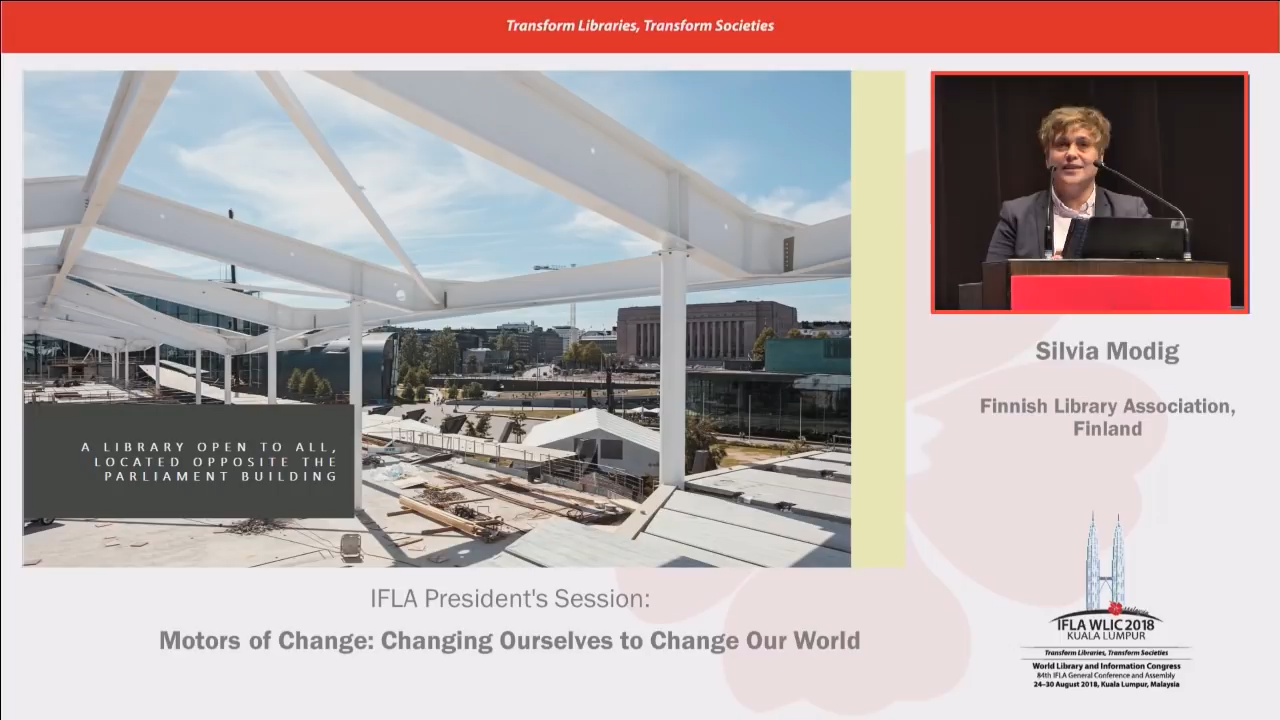 Transform Libraries, Transform Societies
A LIBRARY OPEN TO ALL,
LOCATED OPPOSITE THE
PARLIAMENT BUILDING
Silvia Modig
Finnish Library Association,
Finland
IFLA President's Session:
Motors of Change: Changing Ourselves to Change Our World
Malaysia
IFLA WLIC 2018
KUALA LUMPUR
Transform Libraries, Transform Societies
World Library and Information Congress
84th IFLA General Conference and Assembly
24–30 August 2018, Kuala Lumpur, Malaysia